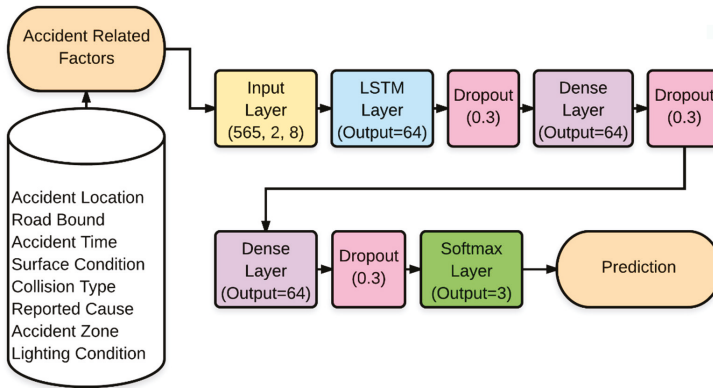 Accident Related
Factors
Input
Layer
(565, 2, 8)
LSTM
Layer
(Output=64)
Dropout
(0.3)
Dense
Layer
(Output=64)
Dropout
(0.3)
Accident Location
Road Bound
Accident Time
Surface Condition
Collision Type
Reported Cause
Accident Zone
Lighting Condition
Dense
Layer
(Output=64)
Dropout
(0.3)
Softmax
Layer
(Output=3)
Prediction